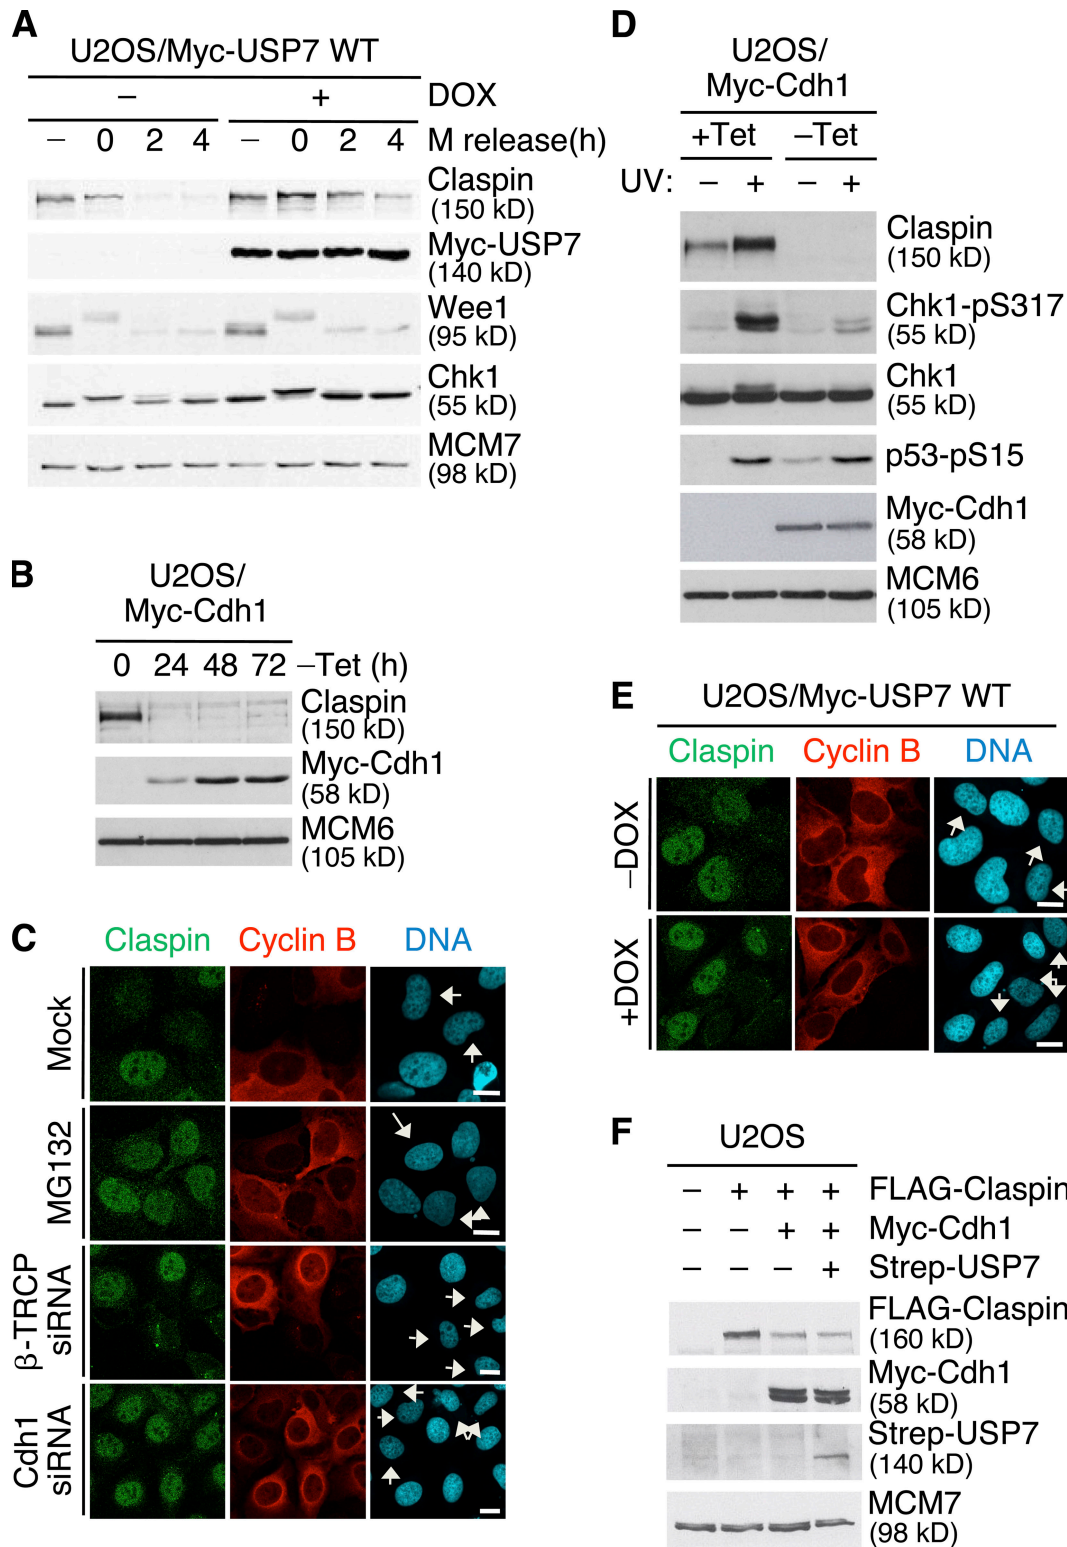 A
U2OS/Myc-USP7 WT
– + DOX
– 0 2 4 – 0 2 4 M release(h)
Claspin
(150 kD)
Myc-USP7
(140 kD)
Wee1
(95 kD)
Chk1
(55 kD)
MCM7
(98 kD)
B
U2OS/
Myc-Cdh1
0 24 48 72 –Tet (h)
Claspin
(150 kD)
Myc-Cdh1
(58 kD)
MCM6
(105 kD)
C
Claspin Cyclin B DNA
Mock
MG132
β-TRCP
siRNA
Cdh1
siRNA
D
U2OS/
Myc-Cdh1
+Tet –Tet
UV: – + – +
Claspin
(150 kD)
Chk1-pS317
(55 kD)
Chk1
(55 kD)
p53-pS15
Myc-Cdh1
(58 kD)
MCM6
(105 kD)
E
U2OS/Myc-USP7 WT
Claspin Cyclin B DNA
–DOX
+DOX
F
U2OS
– + + + FLAG-Claspin
– – + + Myc-Cdh1
– – – + Strep-USP7
FLAG-Claspin
(160 kD)
Myc-Cdh1
(58 kD)
Strep-USP7
(140 kD)
MCM7
(98 kD)